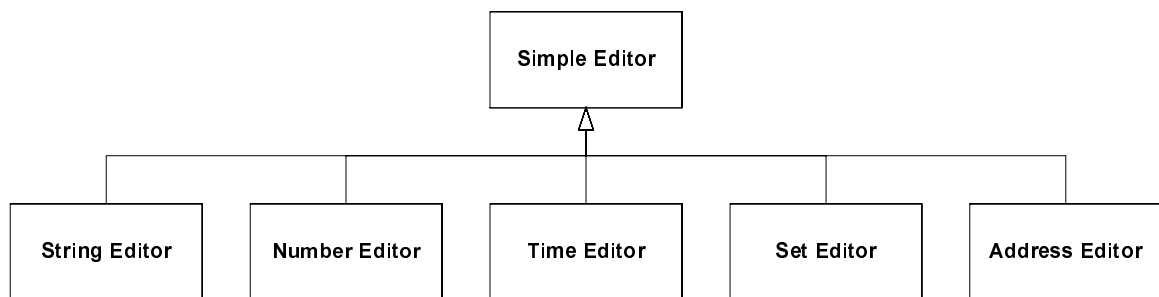 Simple Editor
String Editor
Number Editor
Time Editor
Set Editor
Address Editor